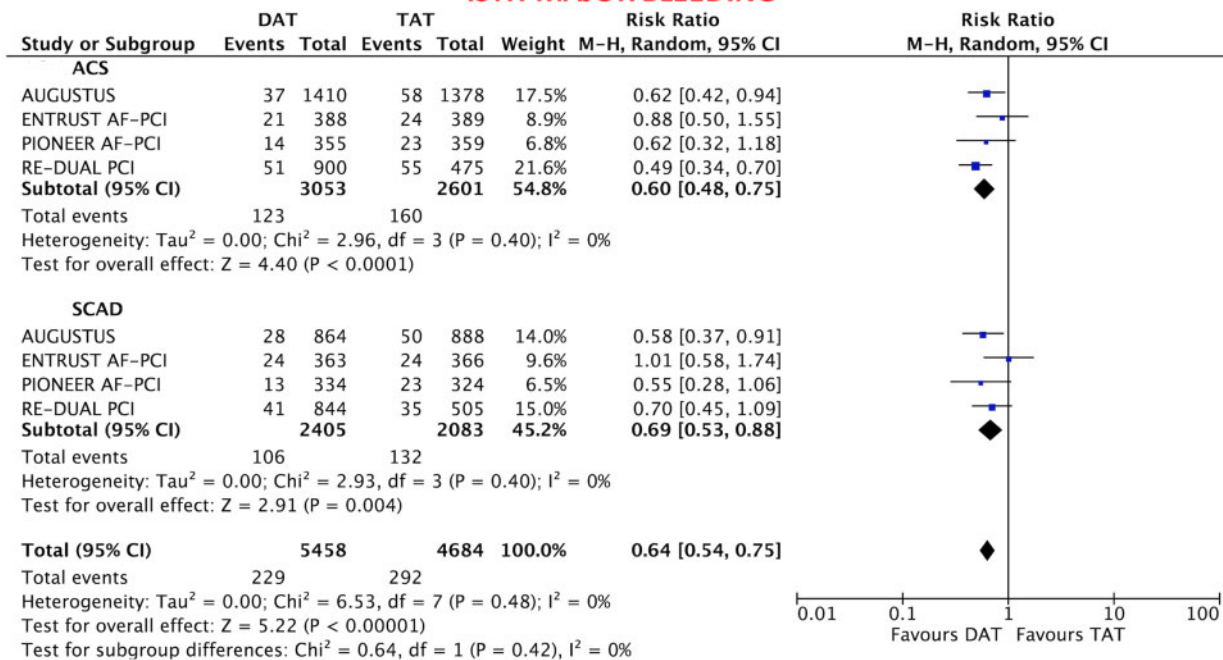 DAT TAT Risk Ratio Risk Ratio
Study or Subgroup Events Total Events Total Weight M-H, Random, 95% CI M-H, Random, 95% CI
ACS
AUGUSTUS 37 1410 58 1378 17.5% 0.62 [0.42, 0.94]
ENTRUST AF-PCI 21 388 24 389 8.9% 0.88 [0.50, 1.55]
PIONEER AF-PCI 14 355 23 359 6.8% 0.62 [0.32, 1.18]
RE-DUAL PCI 51 900 55 475 21.6% 0.49 [0.34, 0.70]
Subtotal (95% CI) 3053 2601 54.8% 0.60 [0.48, 0.75]
Total events 123 160
Heterogeneity: Tau² = 0.00; Chi² = 2.96, df = 3 (P = 0.40); I² = 0%
Test for overall effect: Z = 4.40 (P < 0.0001)
SCAD
AUGUSTUS 28 864 50 888 14.0% 0.58 [0.37, 0.91]
ENTRUST AF-PCI 24 363 24 366 9.6% 1.01 [0.58, 1.74]
PIONEER AF-PCI 13 334 23 324 6.5% 0.55 [0.28, 1.06]
RE-DUAL PCI 41 844 35 505 15.0% 0.70 [0.45, 1.09]
Subtotal (95% CI) 2405 2083 45.2% 0.69 [0.53, 0.88]
Total events 106 132
Heterogeneity: Tau² = 0.00; Chi² = 2.93, df = 3 (P = 0.40); I² = 0%
Test for overall effect: Z = 2.91 (P = 0.004)
Total (95% CI) 5458 4684 100.0% 0.64 [0.54, 0.75]
Total events 229 292
Heterogeneity: Tau² = 0.00; Chi² = 6.53, df = 7 (P = 0.48); I² = 0%
Test for overall effect: Z = 5.22 (P < 0.00001)
Test for subgroup differences: Chi² = 0.64, df = 1 (P = 0.42), I² = 0%
0.01 0.1 1 10 100
Favours DAT Favours TAT